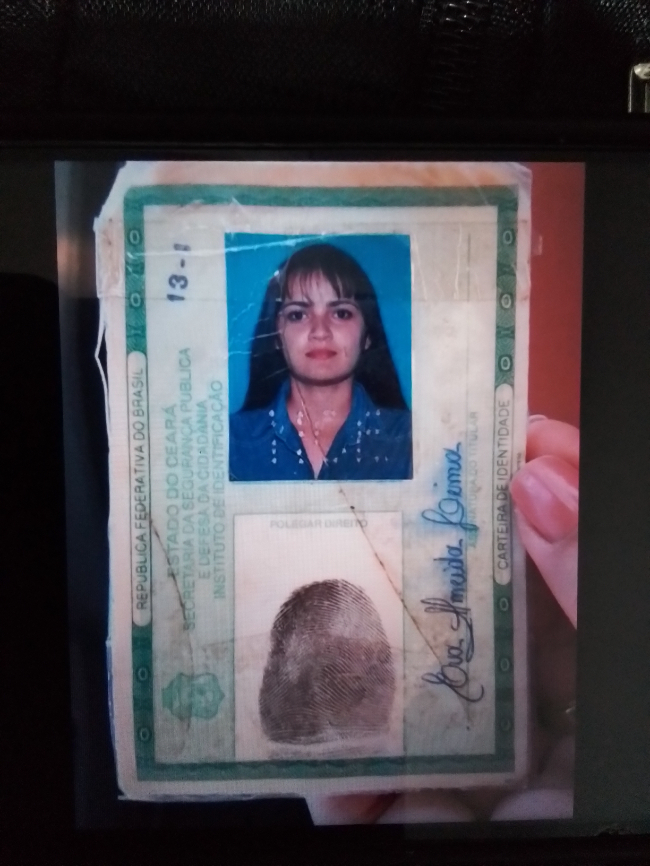 REPÚBLICA FEDERATIVA DO BRASIL
ESTADO DO CEARÁ
SECRETARIA DA SEGURANÇA PÚBLICA
E DEFESA DA CIDADANIA
INSTITUTO DE IDENTIFICAÇÃO
13-1
POLEGAR DIREITO
Eva Almeida Lima
ASSINATURA DO TITULAR
CARTEIRA DE IDENTIDADE